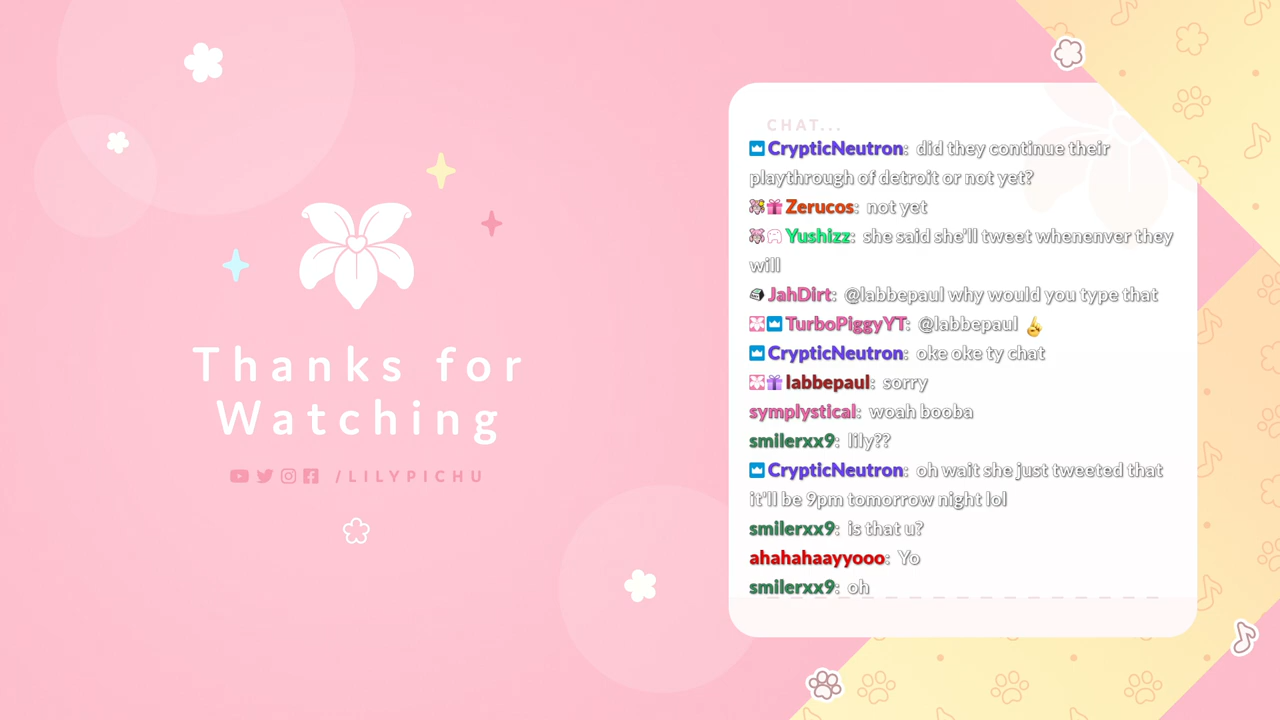 Thanks for
Watching
/LILYPICHU
CHAT...
CrypticNeutron: did they continue their
playthrough of detroit or not yet?
Zerucos: not yet
Yushizz: she said she'll tweet whenenver they
will
JahDirt: @labbepaul why would you type that
TurboPiggyYT: @labbepaul
CrypticNeutron: oke oke ty chat
labbepaul: sorry
symplystical: woah booba
smilerxx9: lily??
CrypticNeutron: oh wait she just tweeted that
it'll be 9pm tomorrow night lol
smilerxx9: is that u?
ahahahaayyooo: Yo
smilerxx9: oh